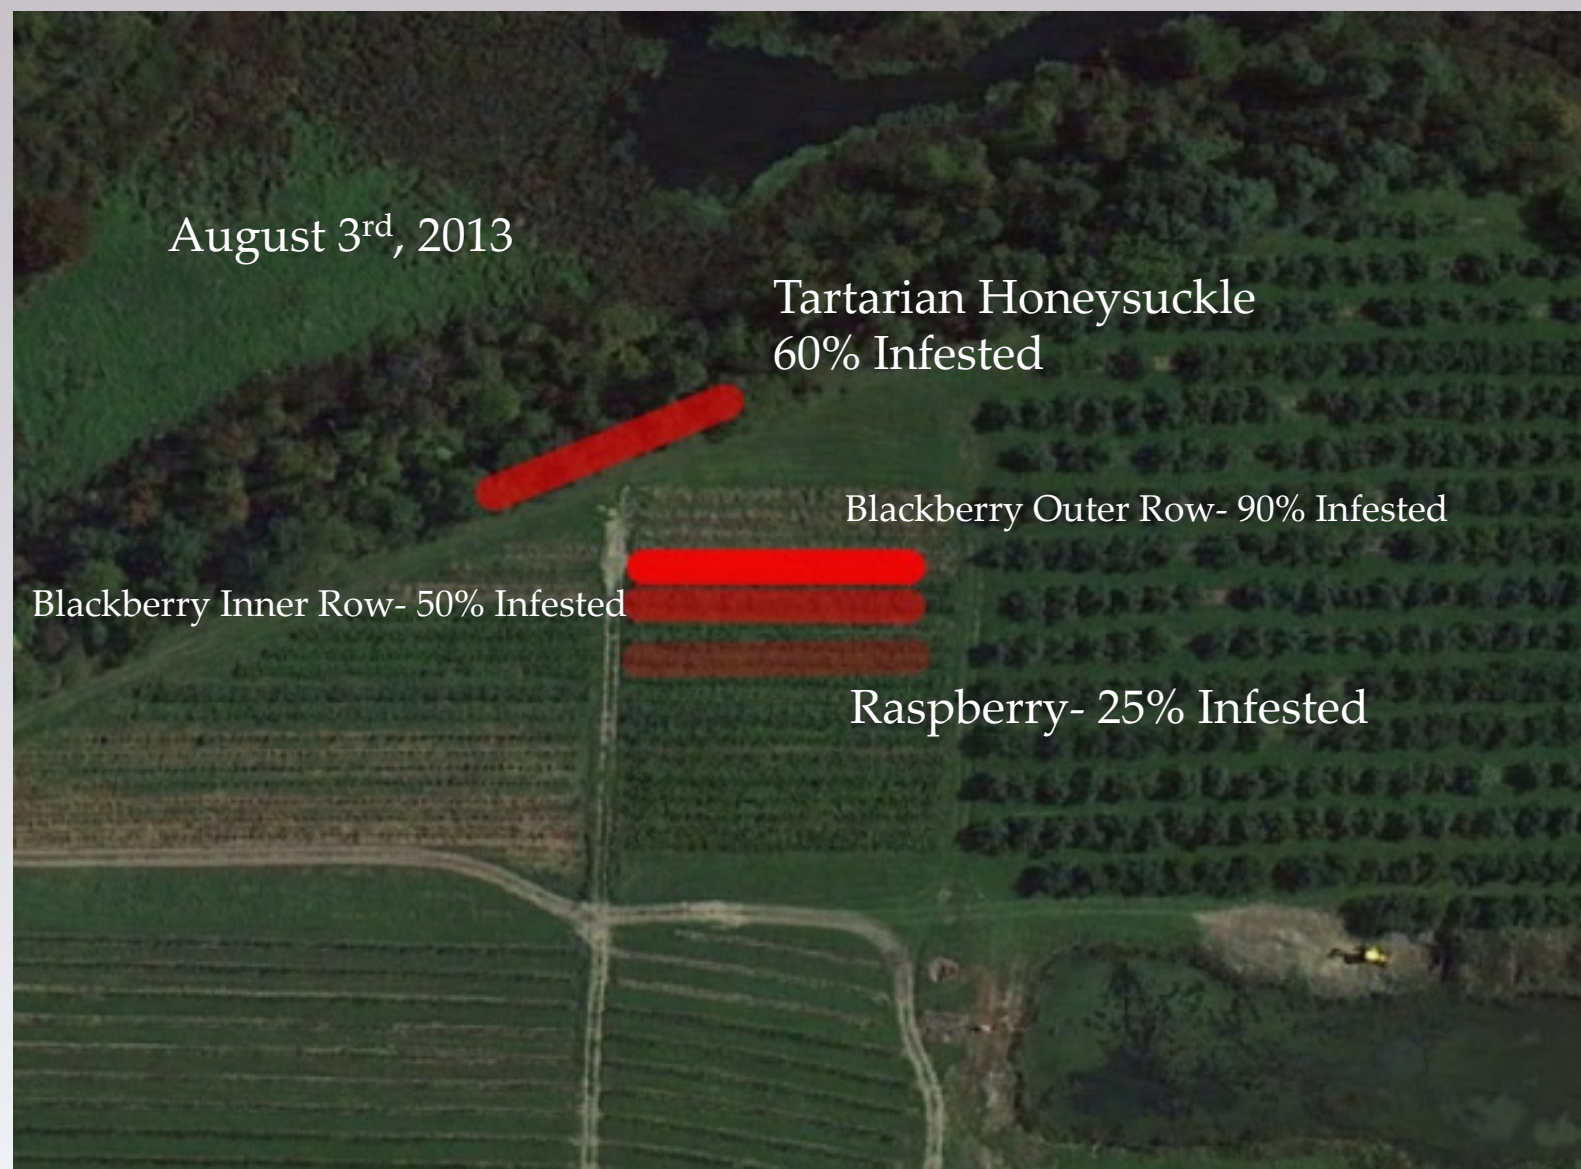 August 3rd, 2013
Tartarian Honeysuckle
60% Infested
Blackberry Outer Row- 90% Infested
Blackberry Inner Row- 50% Infested
Raspberry- 25% Infested